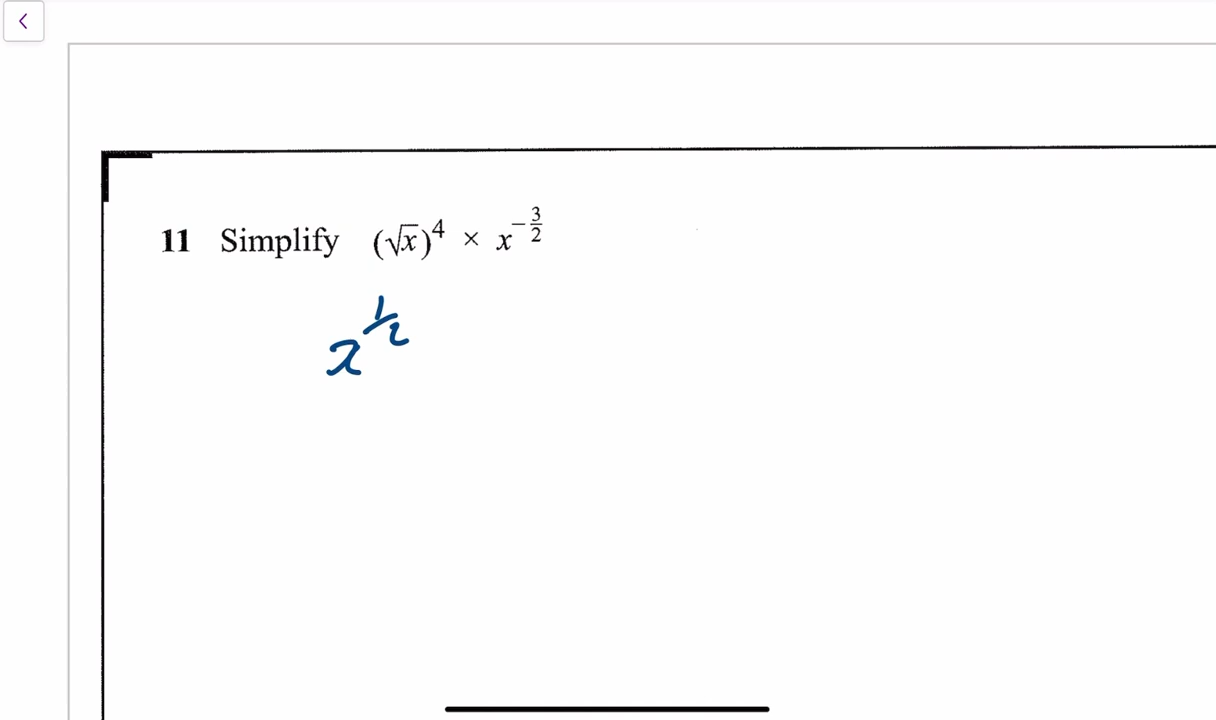 11 Simplify (√x)⁴ × x^(-3/2)
x^(1/2)